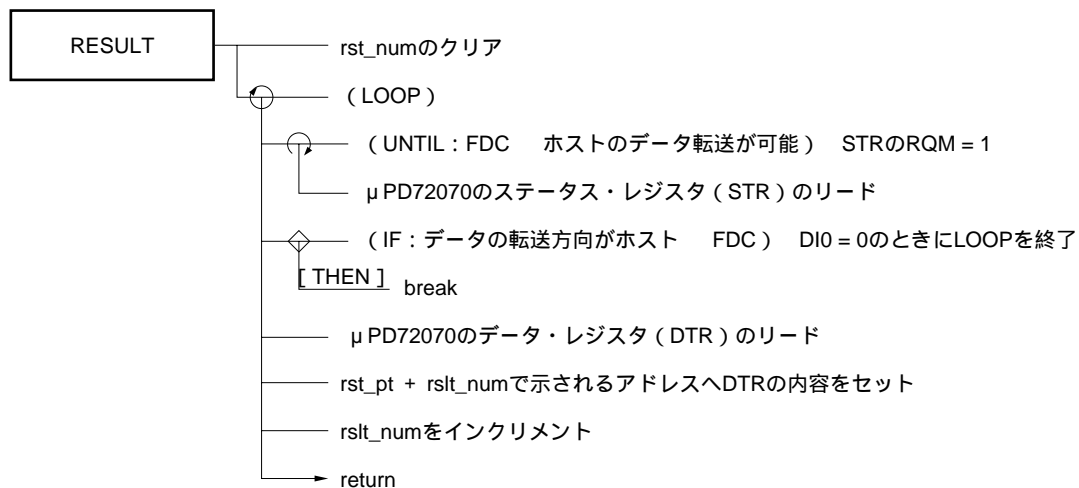 RESULT
rst_numのクリア
（LOOP）
（UNTIL：FDC　ホストのデータ転送が可能）　STRのRQM = 1
μPD72070のステータス・レジスタ（STR）のリード
（IF：データの転送方向がホスト　FDC）　DI0 = 0のときにLOOPを終了
[ THEN ]
break
μPD72070のデータ・レジスタ（DTR）のリード
rst_pt + rslt_numで示されるアドレスへDTRの内容をセット
rslt_numをインクリメント
return